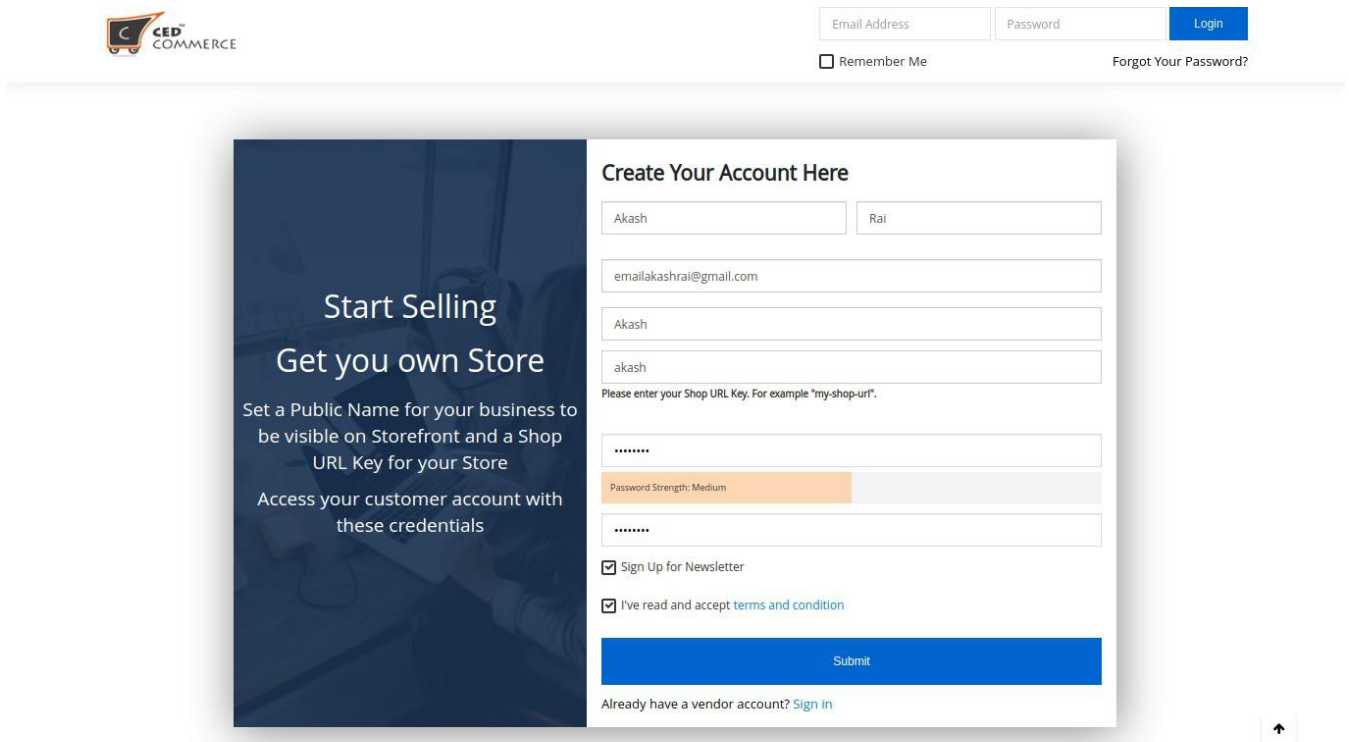 CED™
COMMERCE
Email Address
Password
Login
Remember Me
Forgot Your Password?
Start Selling
Get you own Store
Set a Public Name for your business to
be visible on Storefront and a Shop
URL Key for your Store
Access your customer account with
these credentials
Create Your Account Here
Akash
Rai
emailakashrai@gmail.com
Akash
akash
Please enter your Shop URL Key. For example "my-shop-url".
••••••••
Password Strength: Medium
••••••••
Sign Up for Newsletter
I've read and accept terms and condition
Submit
Already have a vendor account? Sign in